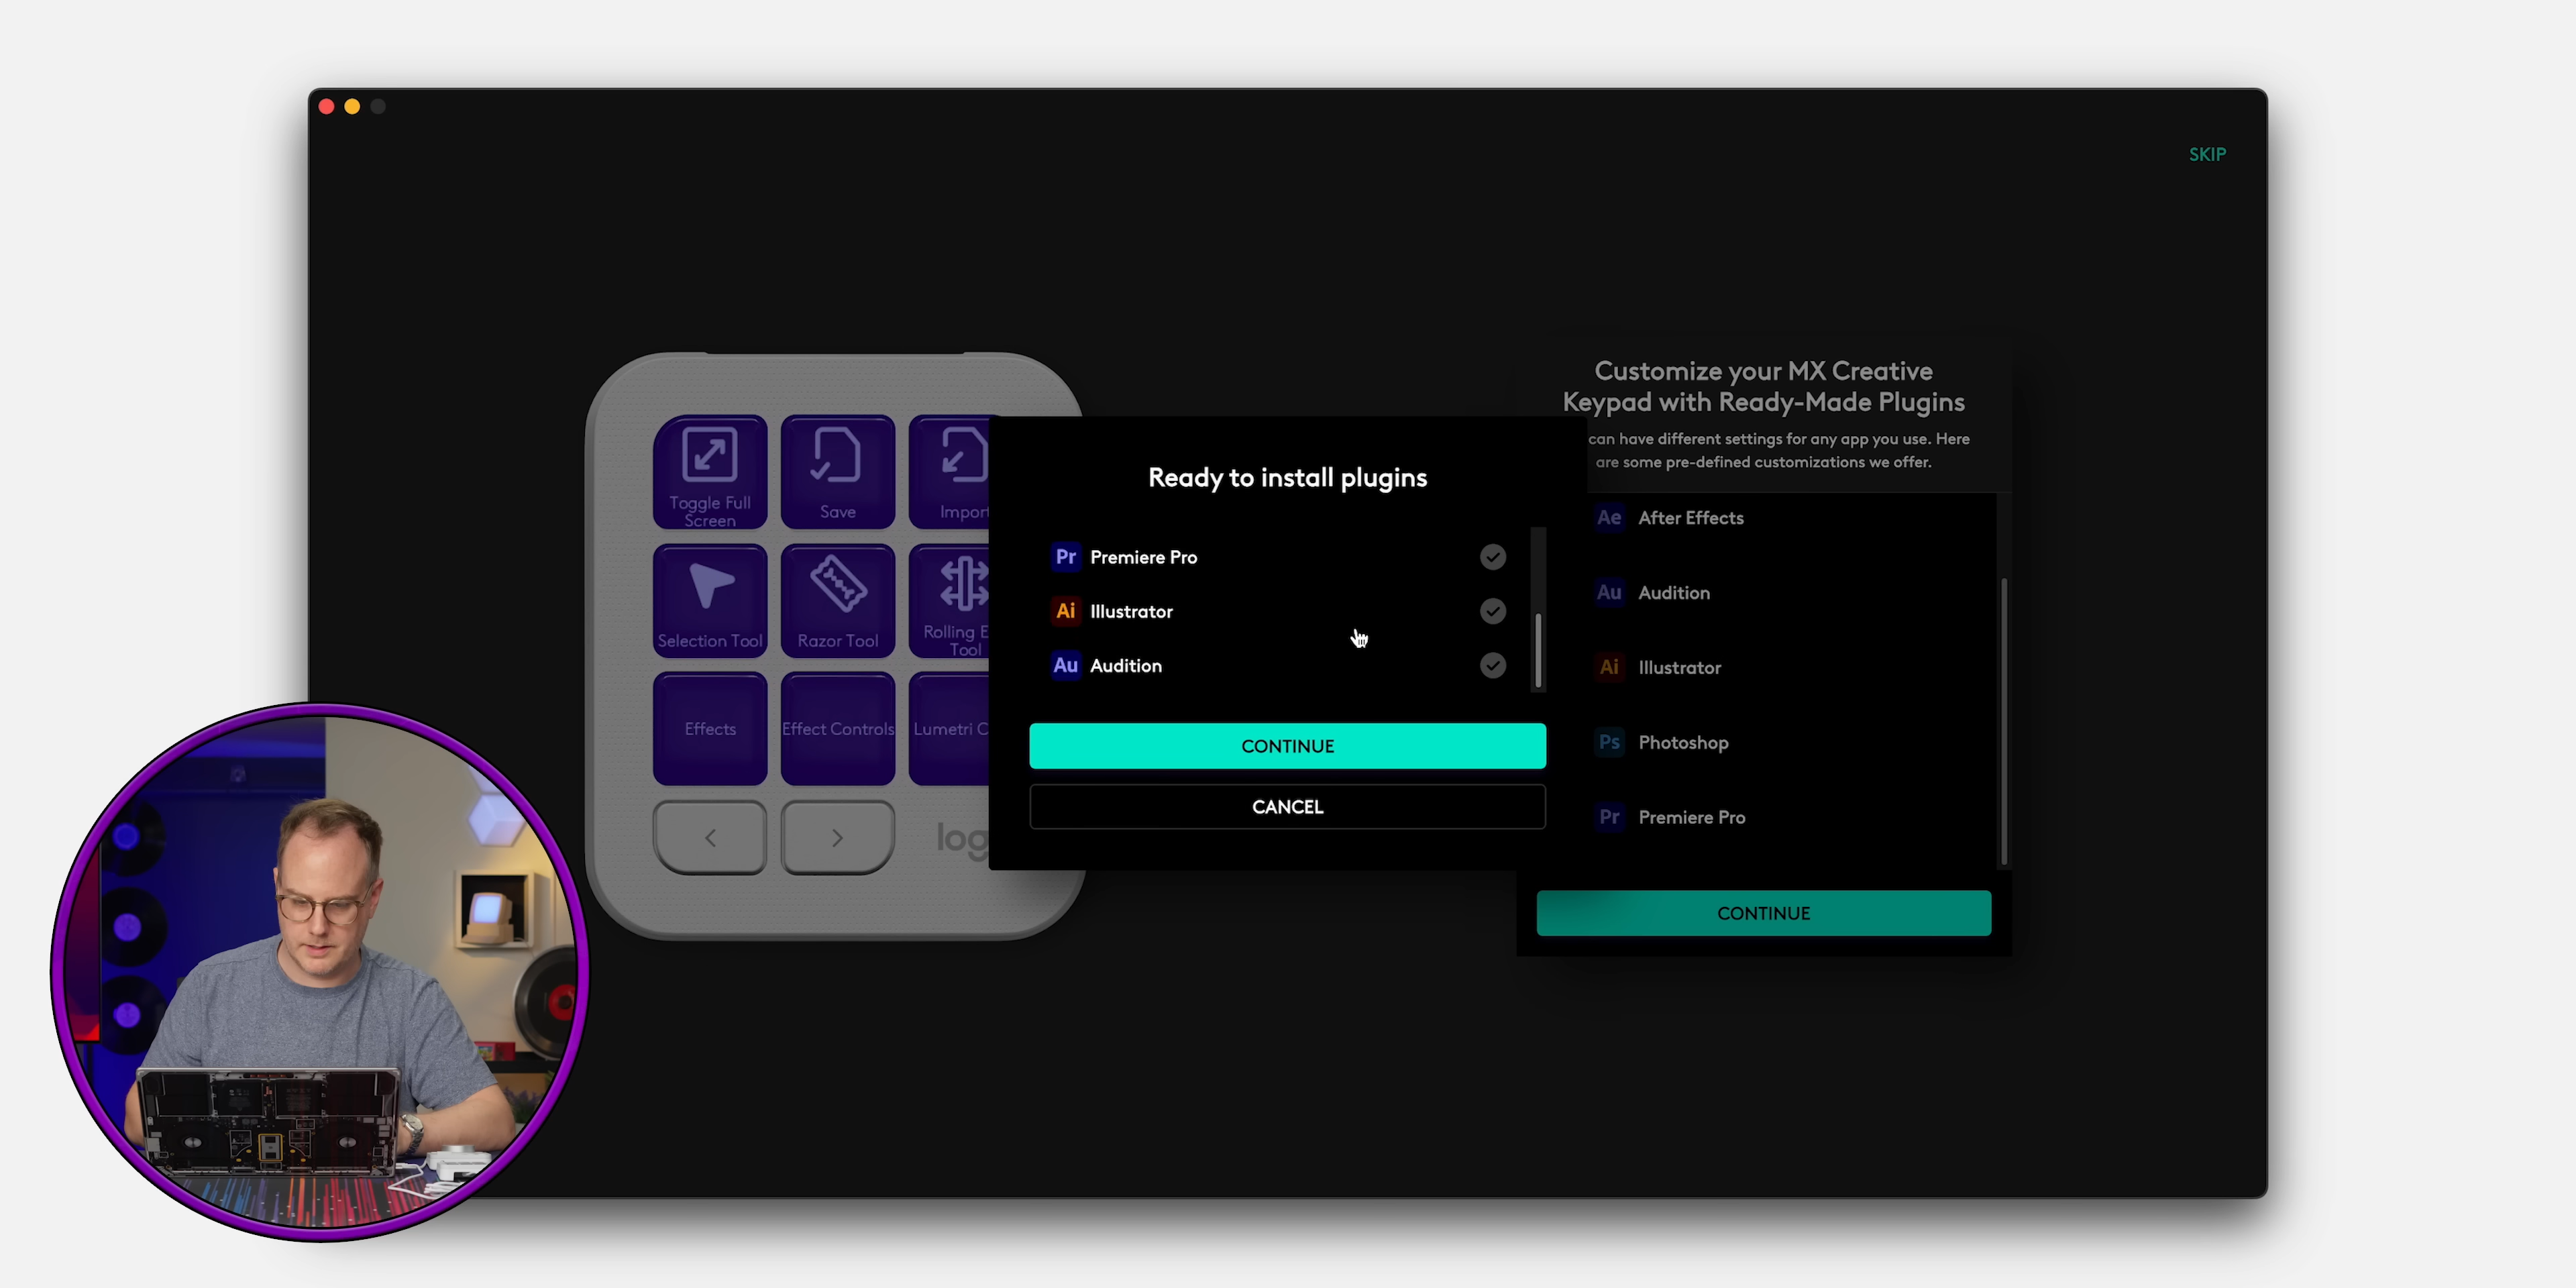 SKIP
Toggle Full
Screen
Save
Import
Selection Tool
Razor Tool
Rolling E
Tool
Effects
Effect Controls
Lumetri C
log
Ready to install plugins
Pr Premiere Pro
Ai Illustrator
Au Audition
CONTINUE
CANCEL
Customize your MX Creative
Keypad with Ready-Made Plugins
can have different settings for any app you use. Here
are some pre-defined customizations we offer.
Ae After Effects
Au Audition
Ai Illustrator
Ps Photoshop
Pr Premiere Pro
CONTINUE